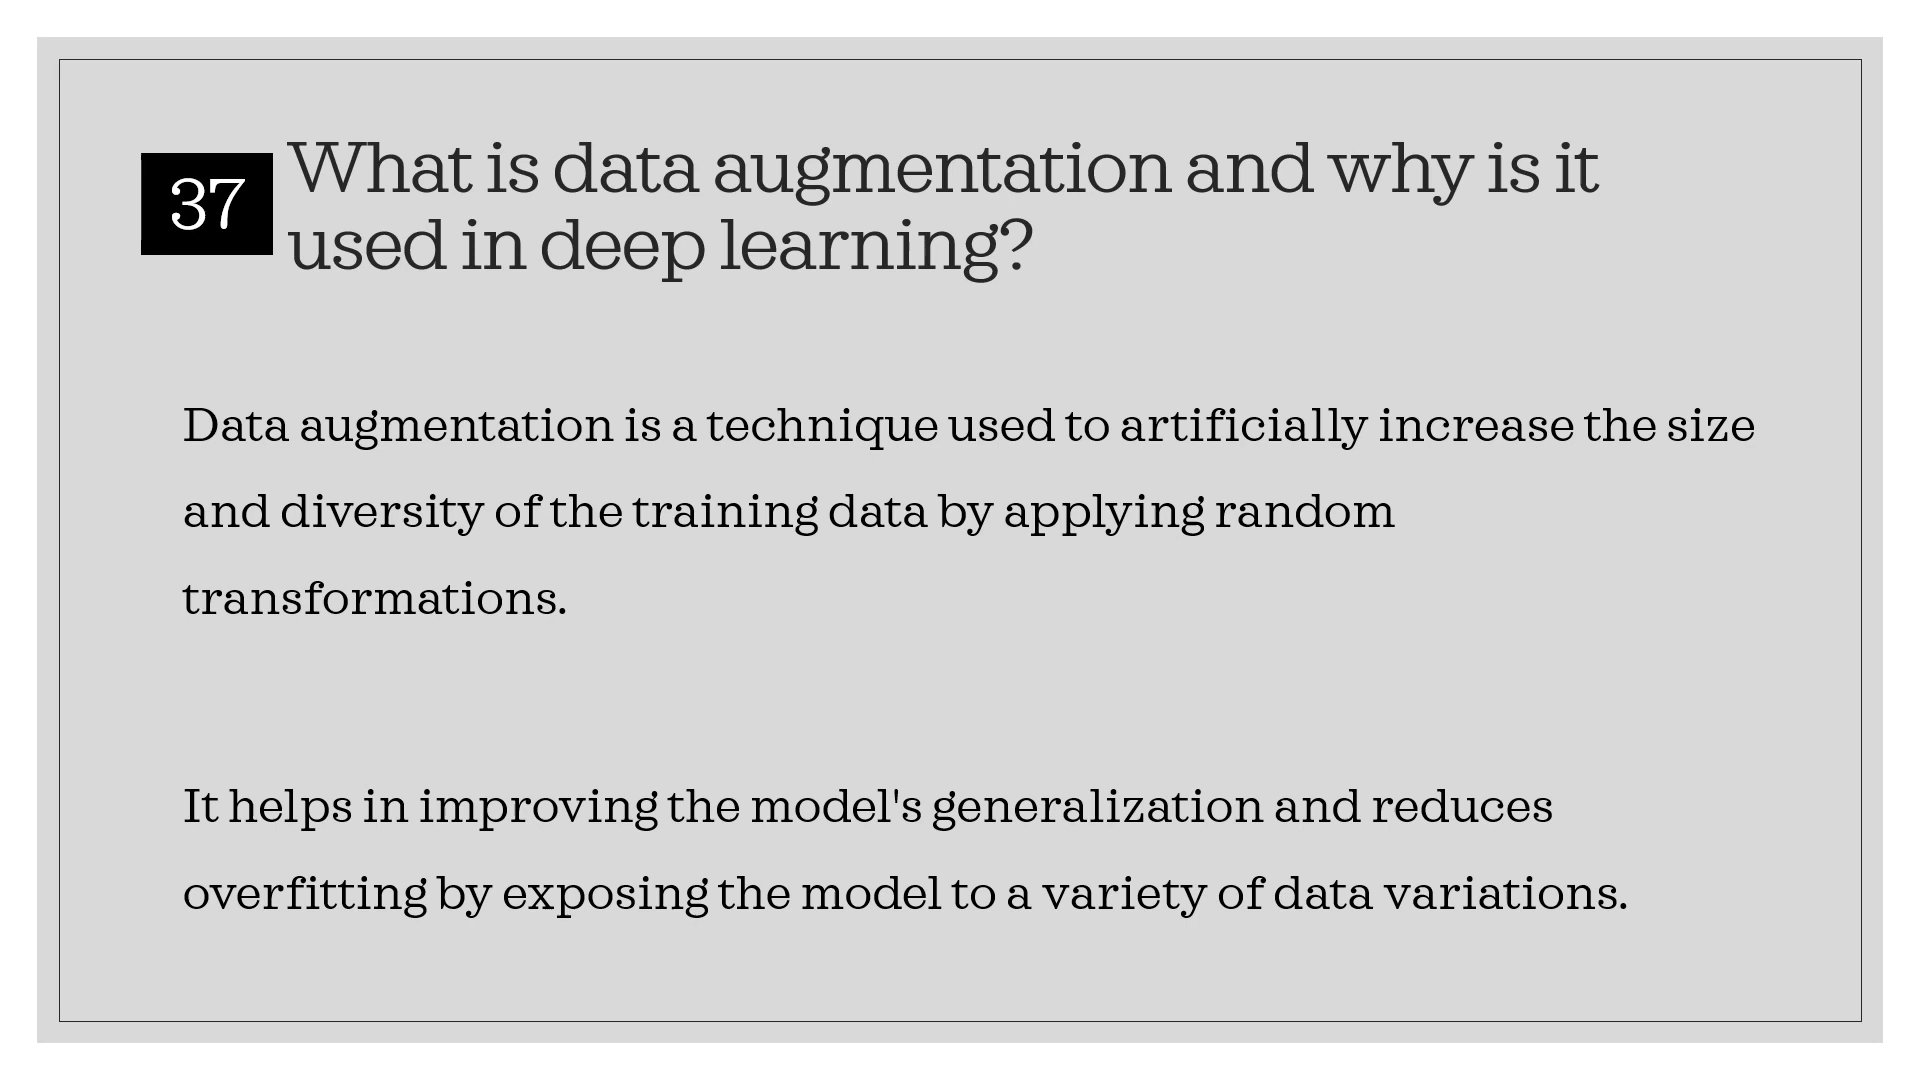 37
What is data augmentation and why is it
used in deep learning?
Data augmentation is a technique used to artificially increase the size
and diversity of the training data by applying random
transformations.
It helps in improving the model's generalization and reduces
overfitting by exposing the model to a variety of data variations.